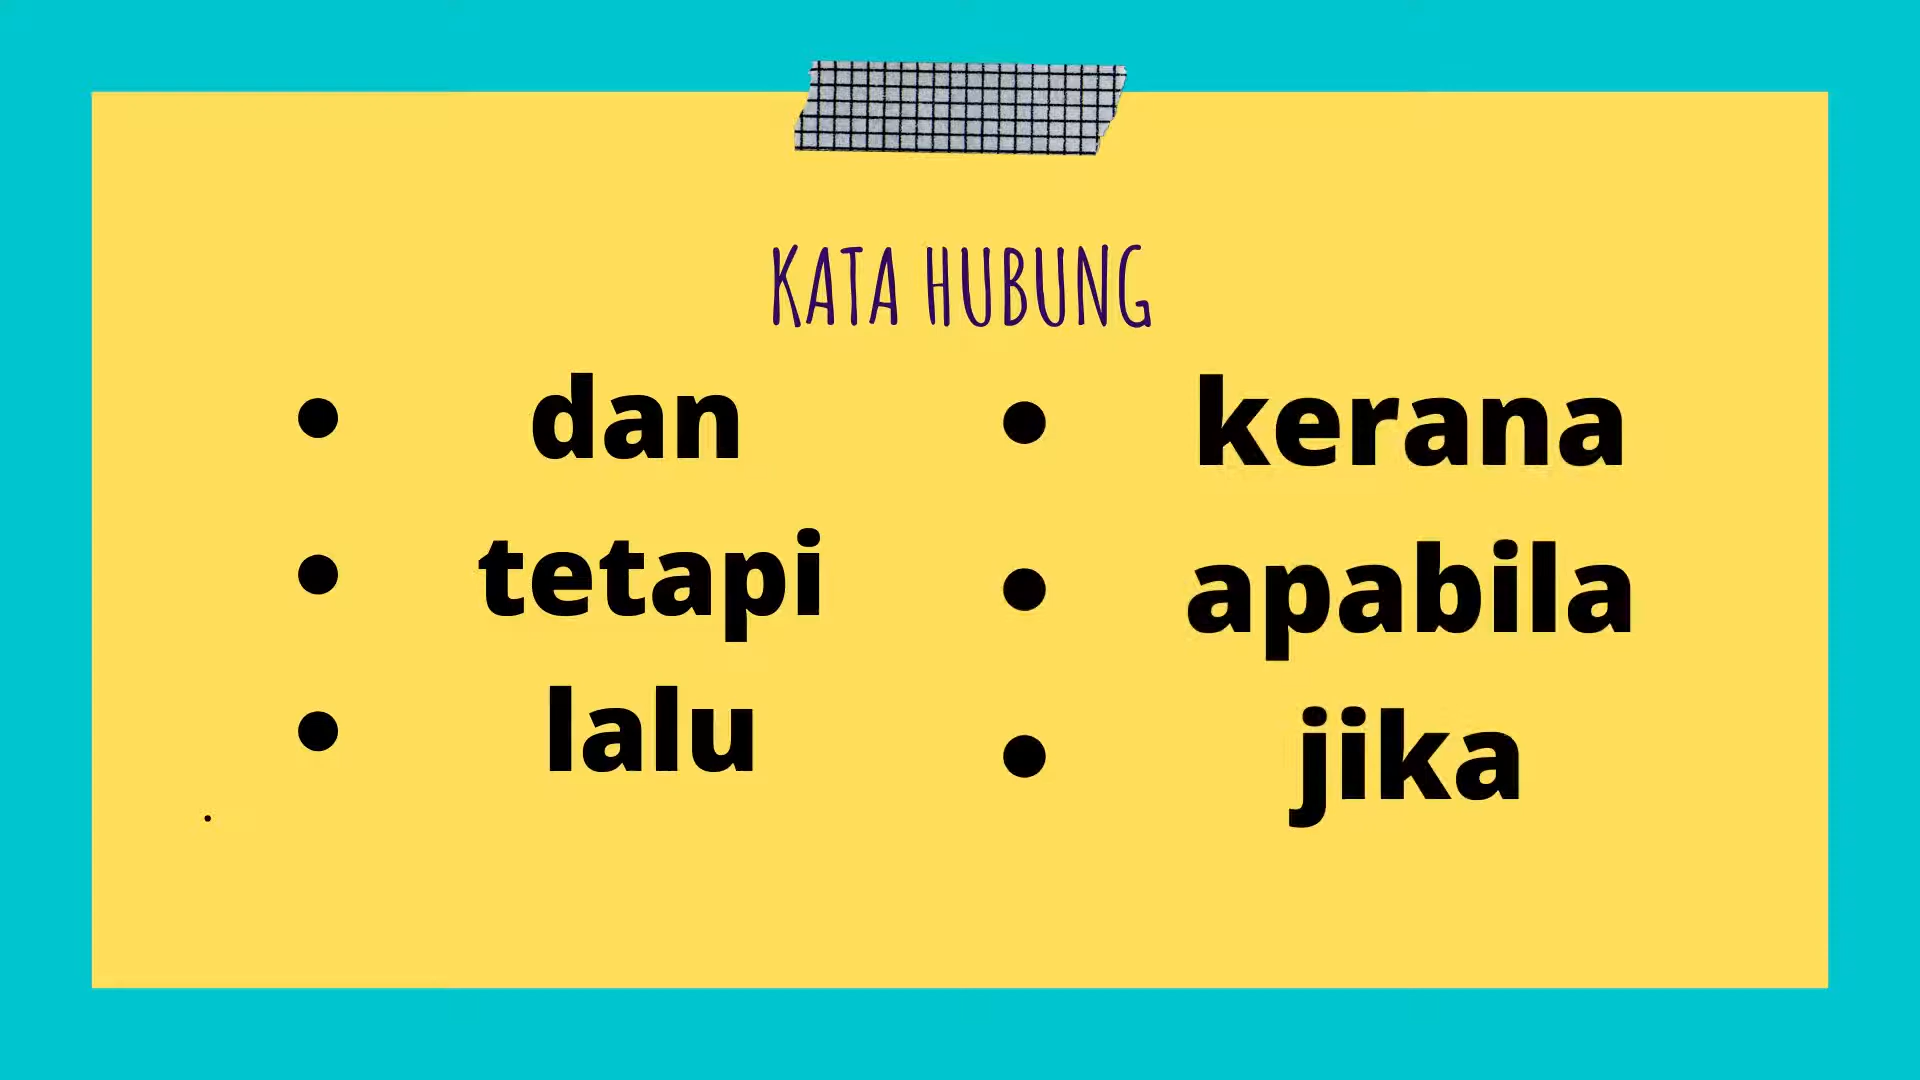 KATA HUBUNG
• dan
• tetapi
• lalu
• kerana
• apabila
• jika